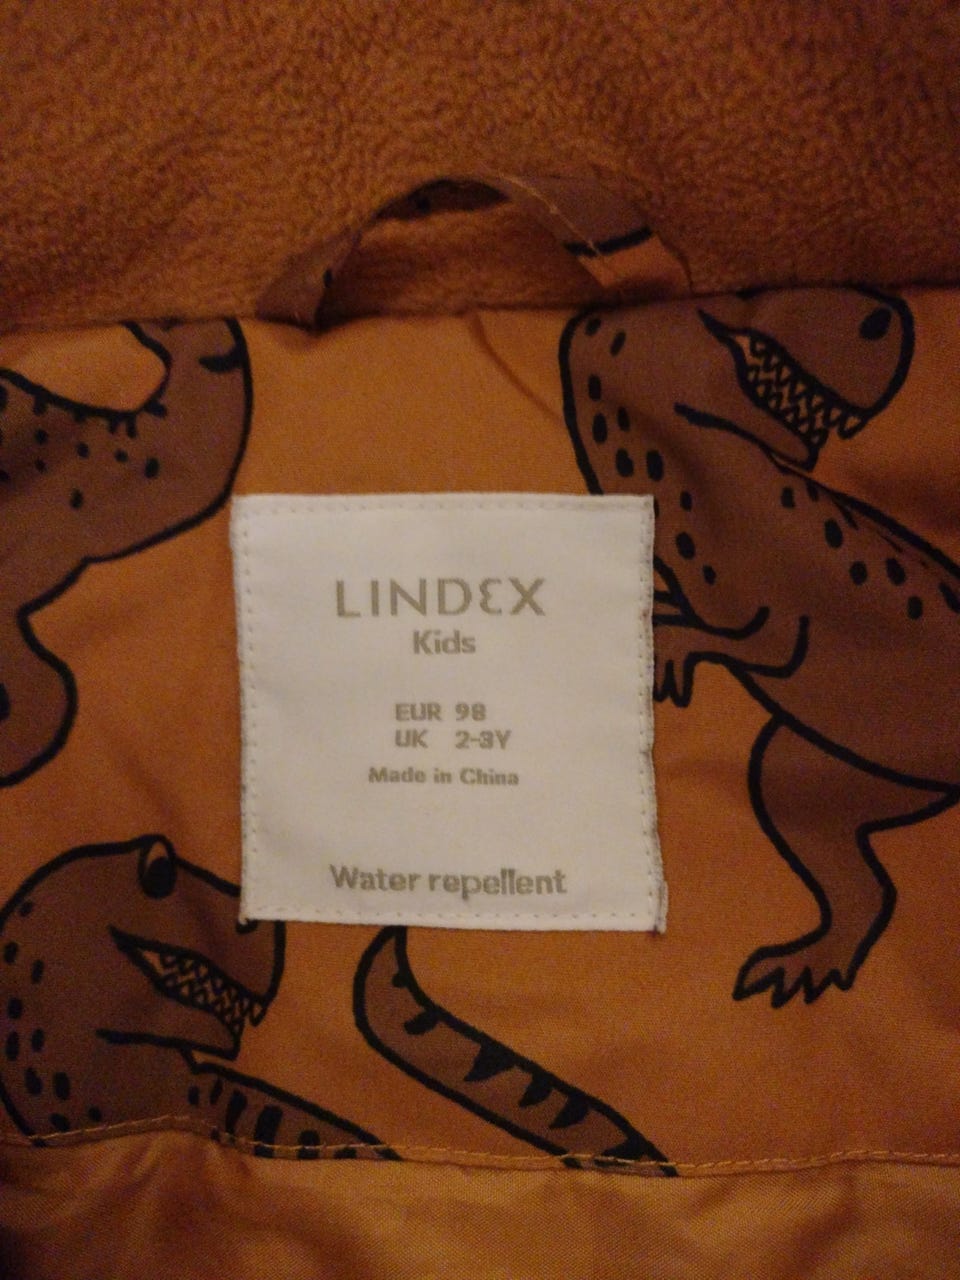 LINDEX
Kids
EUR 98
UK 2-3Y
Made in China
Water repellent